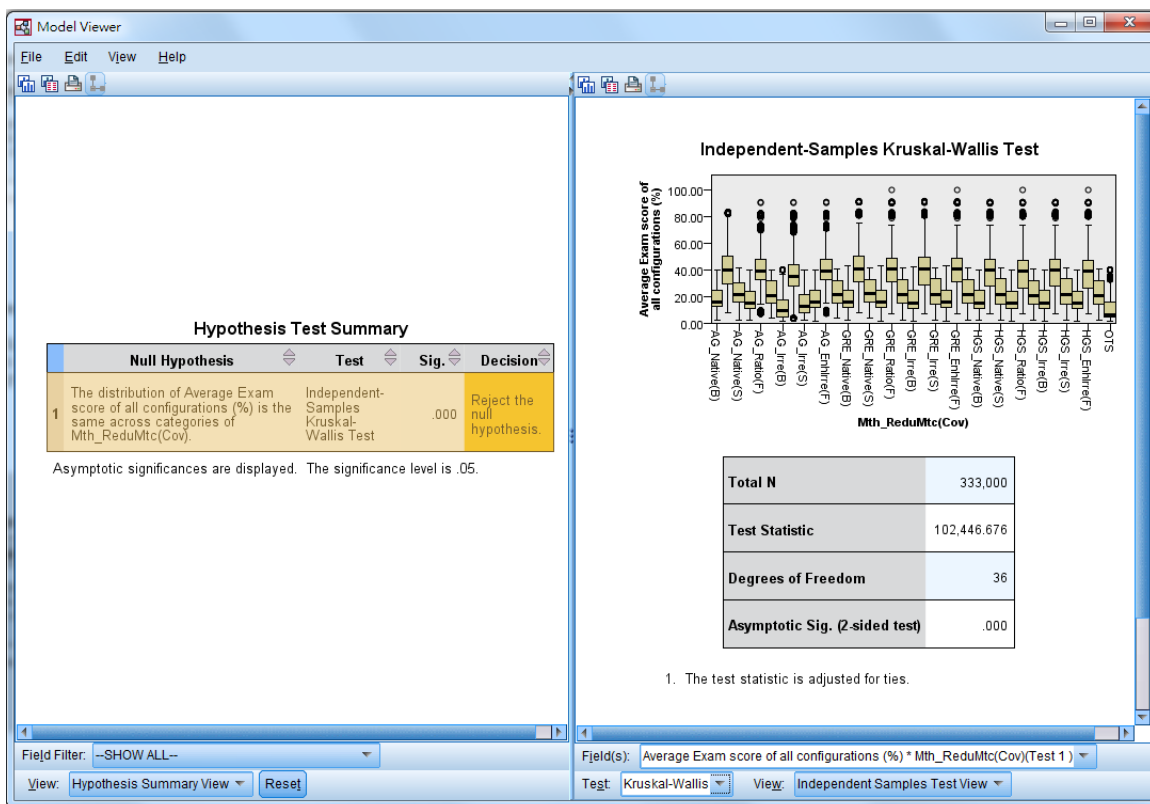 Model Viewer
File Edit View Help
Hypothesis Test Summary
Null Hypothesis Test Sig. Decision
1 The distribution of Average Exam score of all configurations (%) is the same across categories of Mth_ReduMtc(Cov). Independent-Samples Kruskal-Wallis Test .000 Reject the null hypothesis.
Asymptotic significances are displayed. The significance level is .05.
Field Filter: --SHOW ALL--
View: Hypothesis Summary View Reset
Independent-Samples Kruskal-Wallis Test
Average Exam score of
all configurations (%)
100.00
80.00
60.00
40.00
20.00
0.00
AG_Native(B)
AG_Native(S)
AG_Ratio(F)
AG_Irre(B)
AG_Irre(S)
AG_EnhIrre(F)
GRE_Native(B)
GRE_Native(S)
GRE_Ratio(F)
GRE_Irre(B)
GRE_Irre(S)
GRE_EnhIrre(F)
HGS_Native(B)
HGS_Native(S)
HGS_Ratio(F)
HGS_Irre(B)
HGS_Irre(S)
HGS_EnhIrre(F)
OTS
Mth_ReduMtc(Cov)
Total N 333,000
Test Statistic 102,446.676
Degrees of Freedom 36
Asymptotic Sig. (2-sided test) .000
1. The test statistic is adjusted for ties.
Field(s): Average Exam score of all configurations (%) * Mth_ReduMtc(Cov)(Test 1 )
Test: Kruskal-Wallis View: Independent Samples Test View